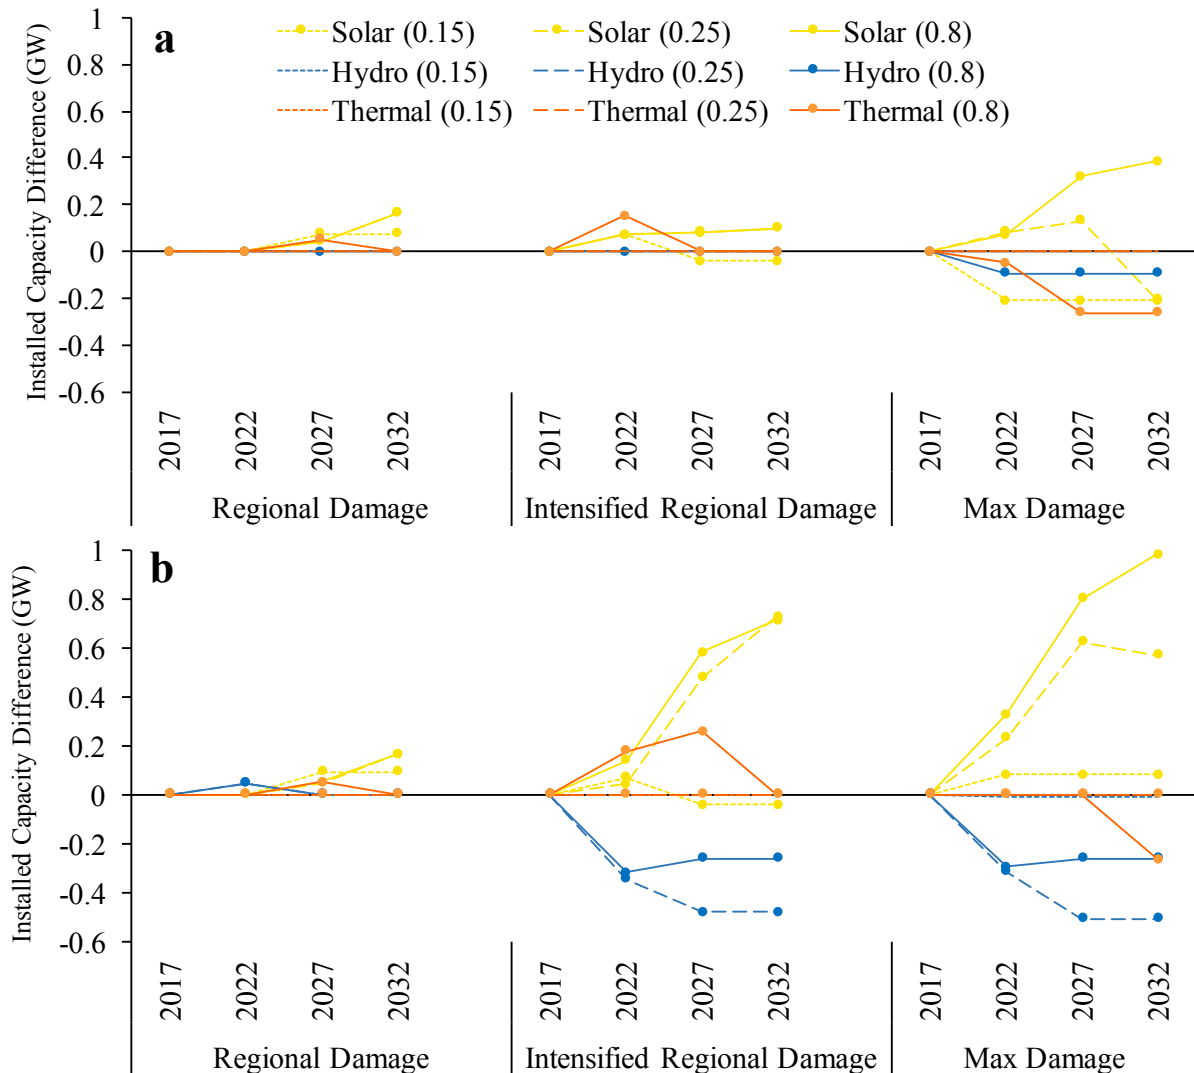 a
Solar (0.15) Solar (0.25) Solar (0.8)
Hydro (0.15) Hydro (0.25) Hydro (0.8)
Thermal (0.15) Thermal (0.25) Thermal (0.8)
Installed Capacity Difference (GW)
1
0.8
0.6
0.4
0.2
0
-0.2
-0.4
-0.6
2017 2022 2027 2032 2017 2022 2027 2032 2017 2022 2027 2032
Regional Damage Intensified Regional Damage Max Damage
b
Installed Capacity Difference (GW)
1
0.8
0.6
0.4
0.2
0
-0.2
-0.4
-0.6
2017 2022 2027 2032 2017 2022 2027 2032 2017 2022 2027 2032
Regional Damage Intensified Regional Damage Max Damage